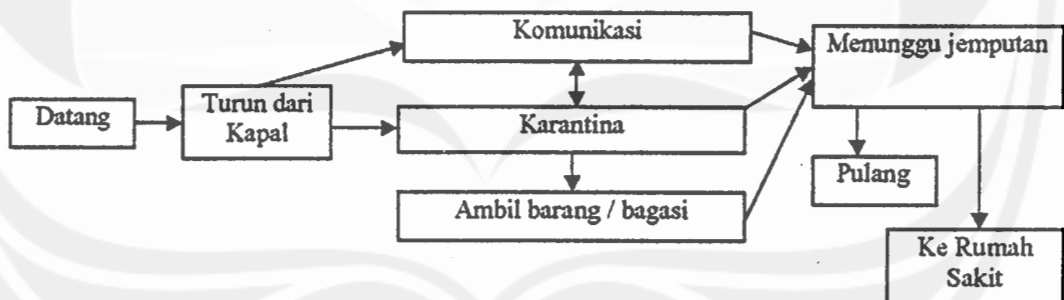 Datang
Turun dari
Kapal
Komunikasi
Karantina
Ambil barang / bagasi
Menunggu jemputan
Pulang
Ke Rumah
Sakit